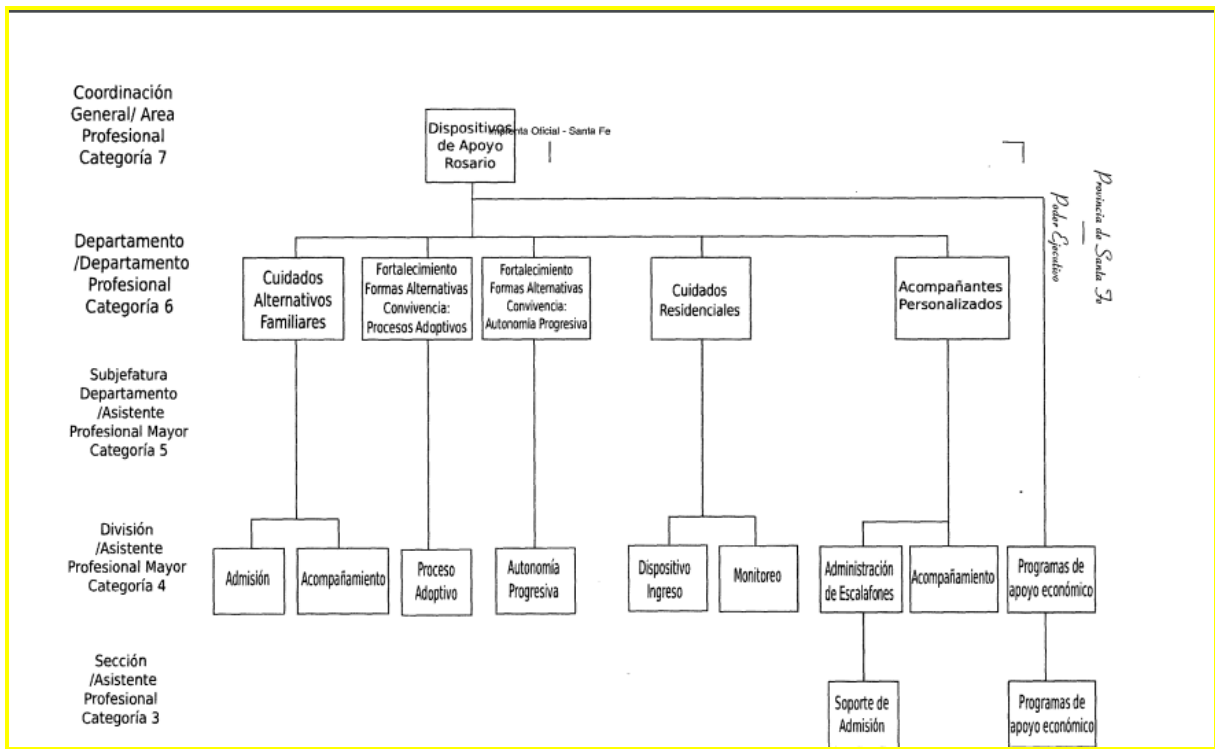 Coordinación
General/ Area
Profesional
Categoría 7
Dispositivos
de Apoyo
Rosario
Imprenta Oficial - Santa Fe
Provincia de Santa Fe
Poder Ejecutivo
Departamento
/Departamento
Profesional
Categoría 6
Cuidados
Alternativos
Familiares
Fortalecimiento
Formas Alternativas
Convivencia:
Procesos Adoptivos
Fortalecimiento
Formas Alternativas
Convivencia:
Autonomía Progresiva
Cuidados
Residenciales
Acompañantes
Personalizados
Subjefatura
Departamento
/Asistente
Profesional Mayor
Categoría 5
División
/Asistente
Profesional Mayor
Categoría 4
Admisión
Acompañamiento
Proceso
Adoptivo
Autonomía
Progresiva
Dispositivo
Ingreso
Monitoreo
Administración
de Escalafones
Acompañamiento
Programas de
apoyo económico
Sección
/Asistente
Profesional
Categoría 3
Soporte de
Admisión
Programas de
apoyo económico